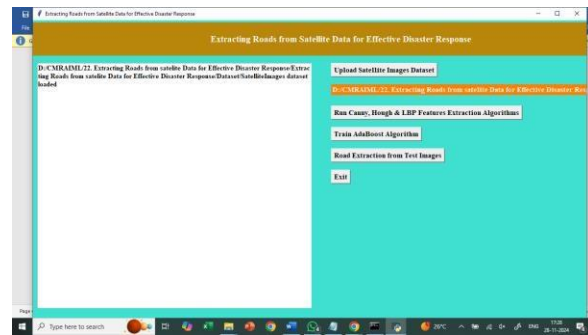 Extracting Roads from Satellite Data for Effective Disaster Response
Extracting Roads from Satellite Data for Effective Disaster Response
D:/CMRAIML/22. Extracting Roads from satelite Data for Effective Disaster Response/Extrac
ting Roads from satelite Data for Effective Disaster Response/Dataset/SatelliteImages dataset
loaded
Upload Satellite Images Dataset
D:/CMRAIML/22. Extracting Roads from satelite Data for Effective Disaster Res
Run Canny, Hough & LBP Features Extraction Algorithms
Train AdaBoost Algorithm
Road Extraction from Test Images
Exit
File
Page
Type here to search
26°C
ENG
17:20
28-11-2024